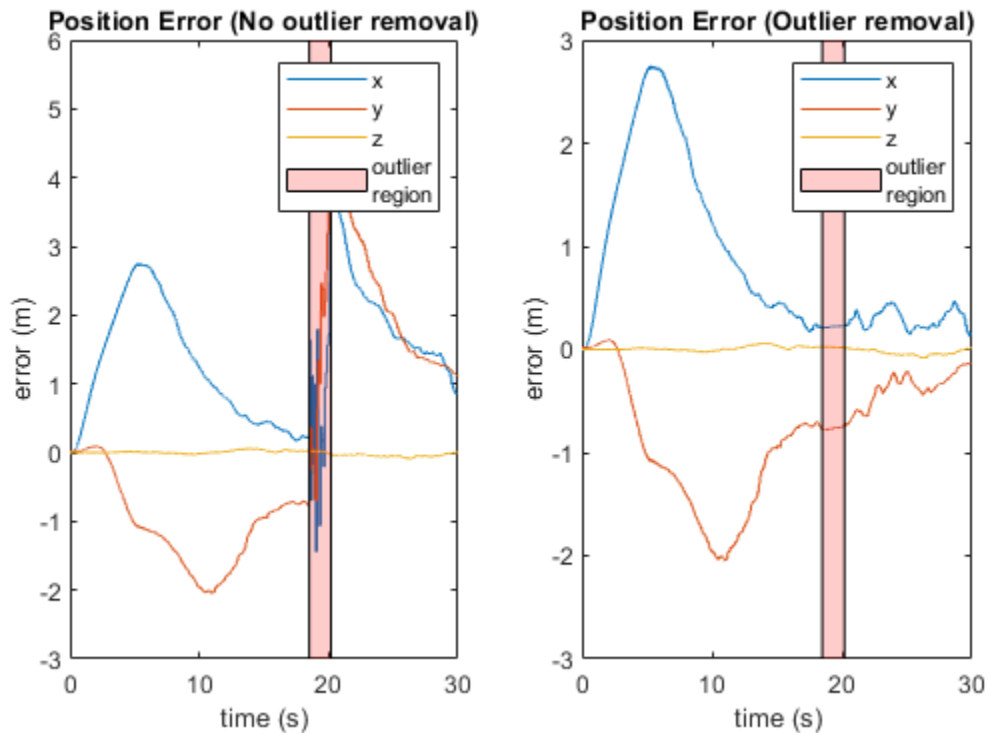 Position Error (No outlier removal)
6
5
4
3
2
1
0
-1
-2
-3
error (m)
x
y
z
outlier
region
0
10
20
30
time (s)
Position Error (Outlier removal)
3
2
1
0
-1
-2
-3
error (m)
x
y
z
outlier
region
0
10
20
30
time (s)